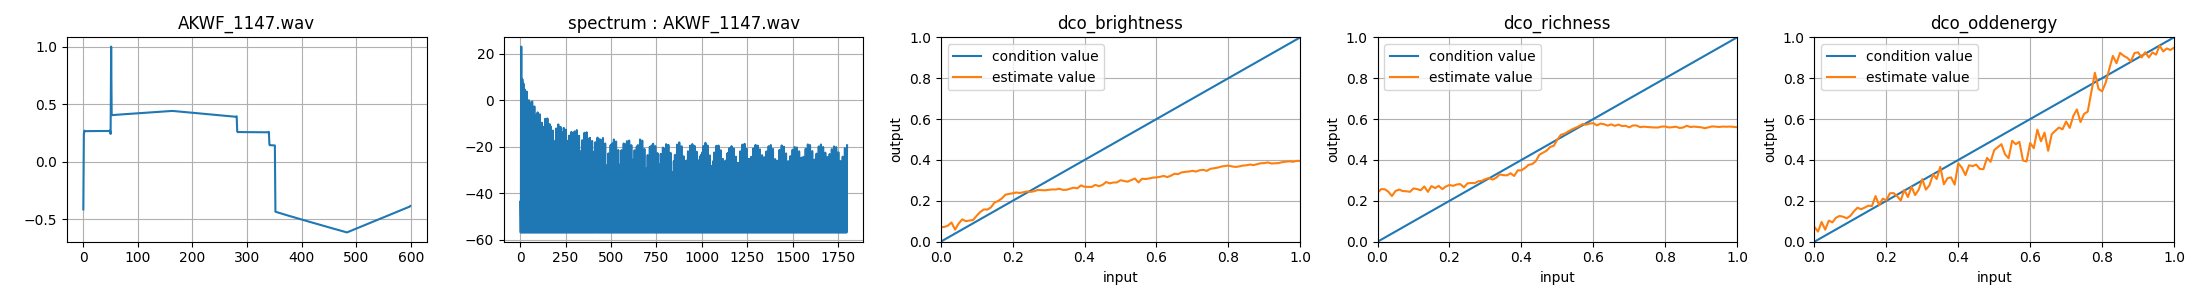 AKWF_1147.wav
1.0
0.5
0.0
−0.5
0 100 200 300 400 500 600
spectrum : AKWF_1147.wav
20
0
−20
−40
−60
0 250 500 750 1000 1250 1500 1750
dco_brightness
condition value
estimate value
output
1.0
0.8
0.6
0.4
0.2
0.0
0.0 0.2 0.4 0.6 0.8 1.0
input
dco_richness
condition value
estimate value
output
1.0
0.8
0.6
0.4
0.2
0.0
0.0 0.2 0.4 0.6 0.8 1.0
input
dco_oddenergy
condition value
estimate value
output
1.0
0.8
0.6
0.4
0.2
0.0
0.0 0.2 0.4 0.6 0.8 1.0
input